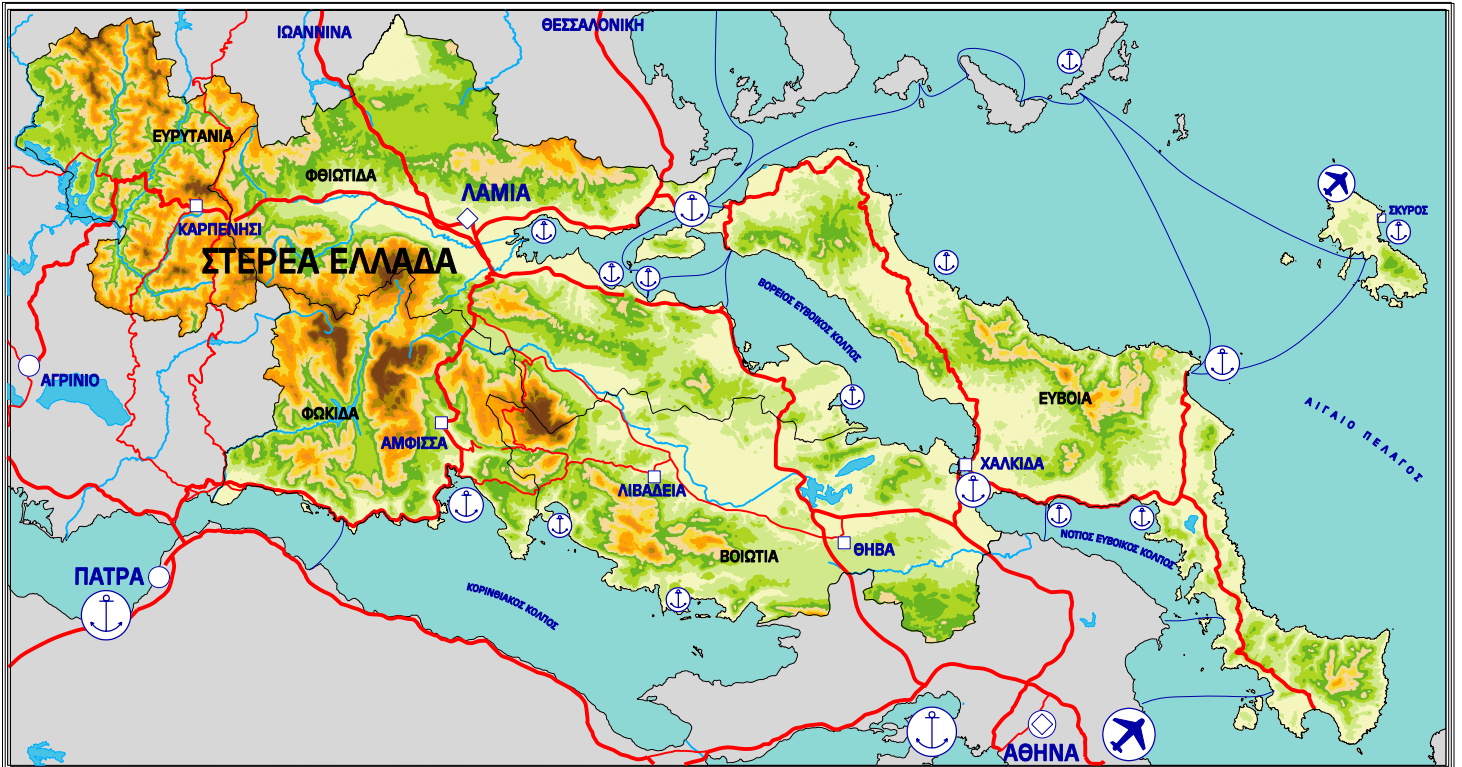 ΙΩΑΝΝΙΝΑ
ΘΕΣΣΑΛΟΝΙΚΗ
ΕΥΡΥΤΑΝΙΑ
ΦΘΙΩΤΙΔΑ
ΛΑΜΙΑ
ΚΑΡΠΕΝΗΣΙ
ΣΚΥΡΟΣ
ΣΤΕΡΕΑ ΕΛΛΑΔΑ
ΒΟΡΕΙΟΣ ΕΥΒΟΙΚΟΣ ΚΟΛΠΟΣ
ΑΓΡΙΝΙΟ
ΕΥΒΟΙΑ
ΦΩΚΙΔΑ
ΑΙΓΑΙΟ ΠΕΛΑΓΟΣ
ΑΜΦΙΣΣΑ
ΧΑΛΚΙΔΑ
ΛΙΒΑΔΕΙΑ
ΝΟΤΙΟΣ ΕΥΒΟΙΚΟΣ ΚΟΛΠΟΣ
ΘΗΒΑ
ΒΟΙΩΤΙΑ
ΠΑΤΡΑ
ΚΟΡΙΝΘΙΑΚΟΣ ΚΟΛΠΟΣ
ΑΘΗΝΑ